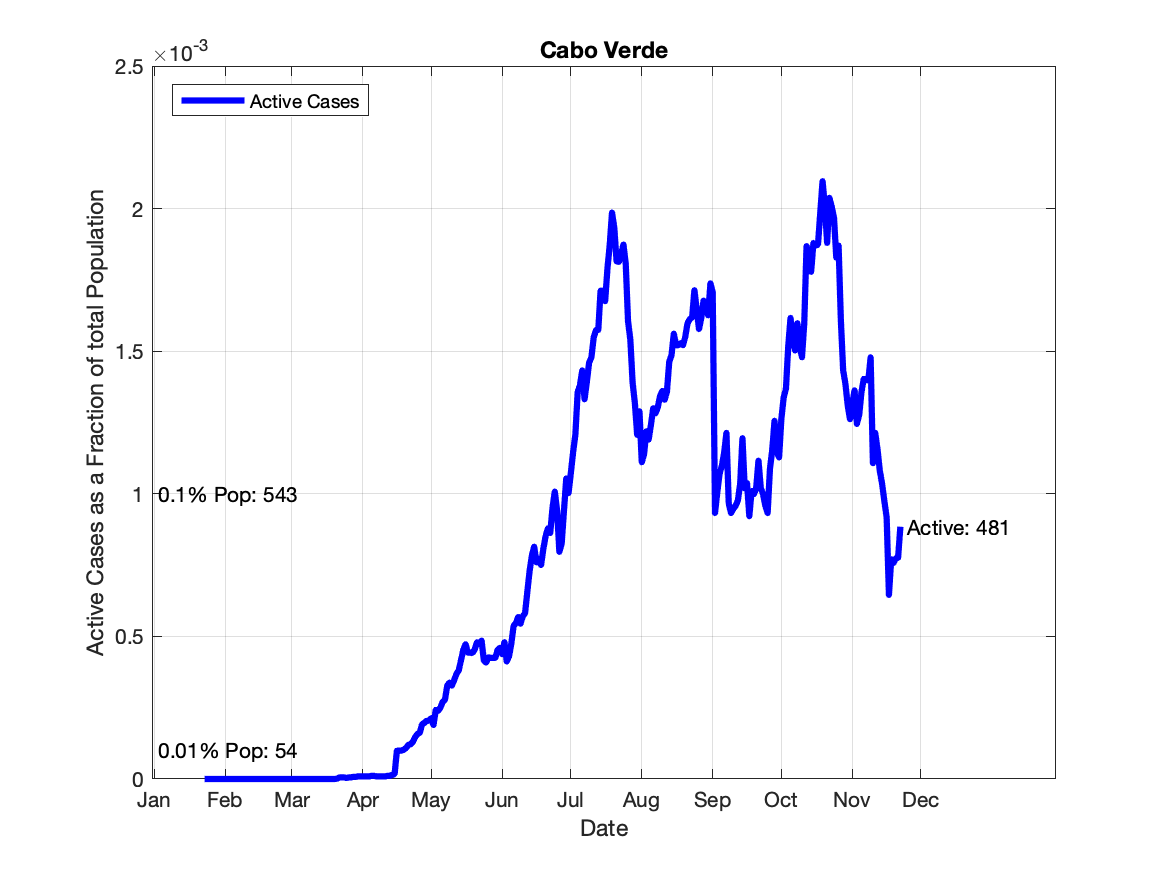 Cabo Verde
×10-3
2.5
2
1.5
1
0.5
0
Active Cases
0.1% Pop: 543
0.01% Pop: 54
Active: 481
Jan Feb Mar Apr May Jun Jul Aug Sep Oct Nov Dec
Date
Active Cases as a Fraction of total Population